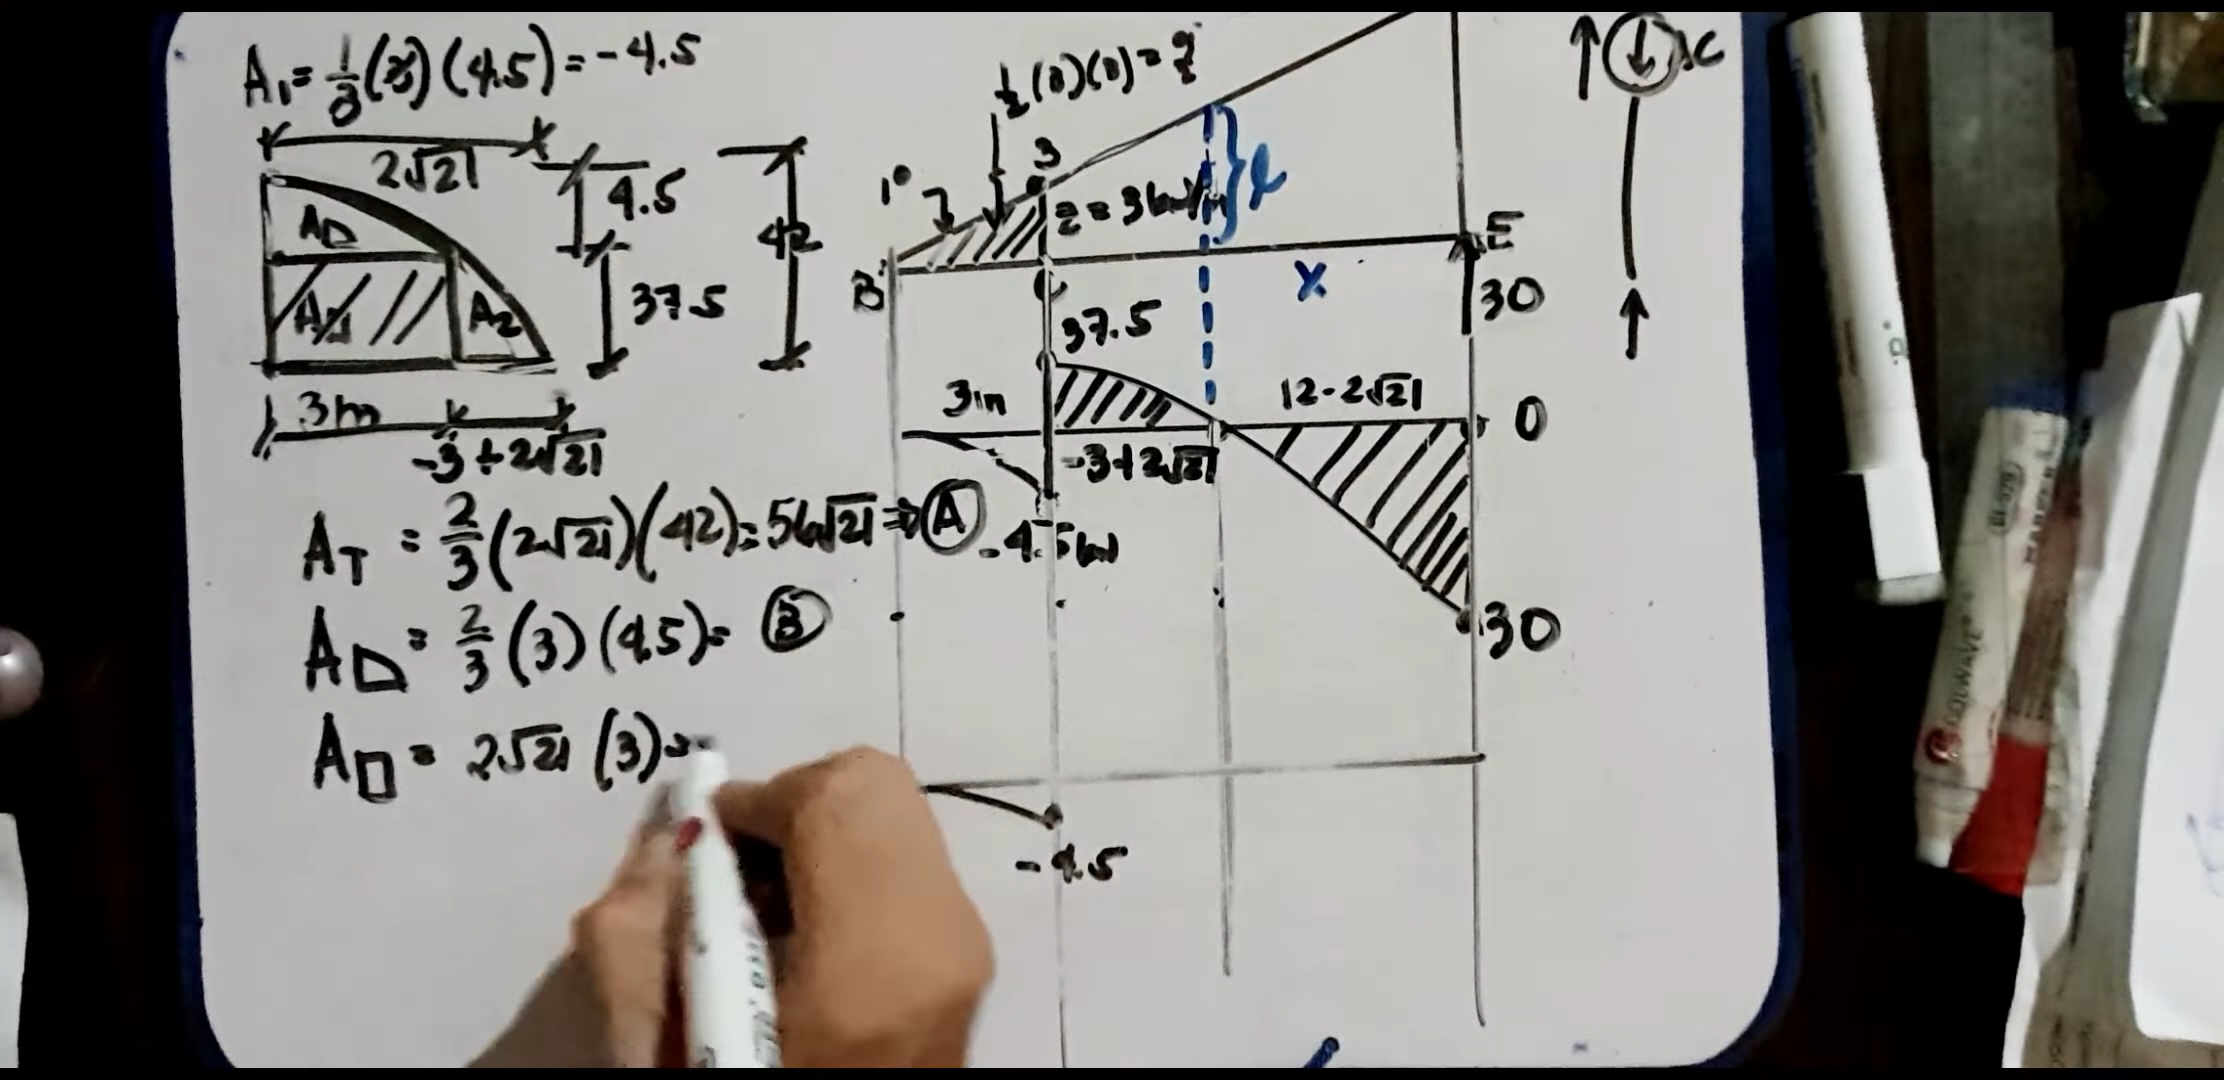 A₁ = 1/3 (3) (4.5) = -4.5
2√21
4.5
42
37.5
A▷
A₂
3m
-3+2√21
A_T = 2/3 (2√21) (42) = 56√21 ⇒ Ⓐ
A▷ = 2/3 (3) (4.5) = Ⓑ
A□ = 2√21 (3) =
1/2 (3)(3) =
3
1°
z = 3 kN/m
B
C
E
x
30
37.5
3m
12-2√21
0
-3+2√21
-4.5 kN
30
-4.5